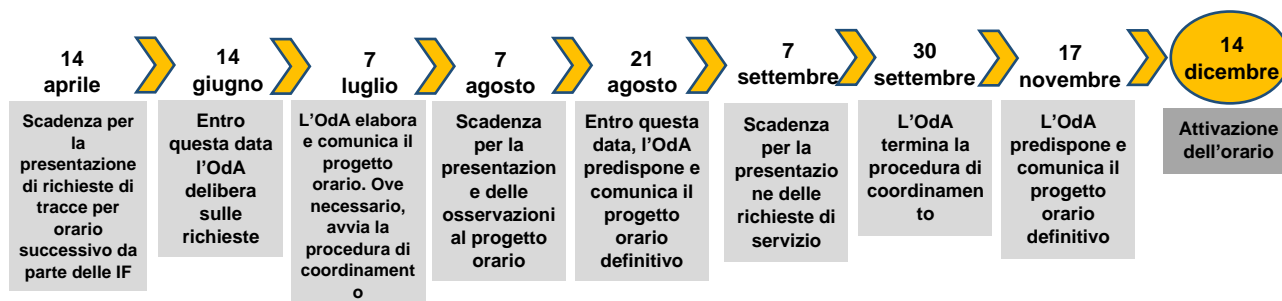 14
aprile
Scadenza per
la
presentazione
di richieste di
tracce per
orario
successivo da
parte delle IF
14
giugno
Entro
questa data
l'OdA
delibera
sulle
richieste
7
luglio
L'OdA elabora
e comunica il
progetto
orario. Ove
necessario,
avvia la
procedura di
coordinament
o
7
agosto
Scadenza
per la
presentazion
e delle
osservazioni
al progetto
orario
21
agosto
Entro questa
data, l'OdA
predispone e
comunica il
progetto
orario
definitivo
7
settembre
Scadenza
per la
presentazio
ne delle
richieste di
servizio
30
settembre
L'OdA
termina la
procedura di
coordinamen
to
17
novembre
L'OdA
predispone e
comunica il
progetto
orario
definitivo
14
dicembre
Attivazione
dell'orario